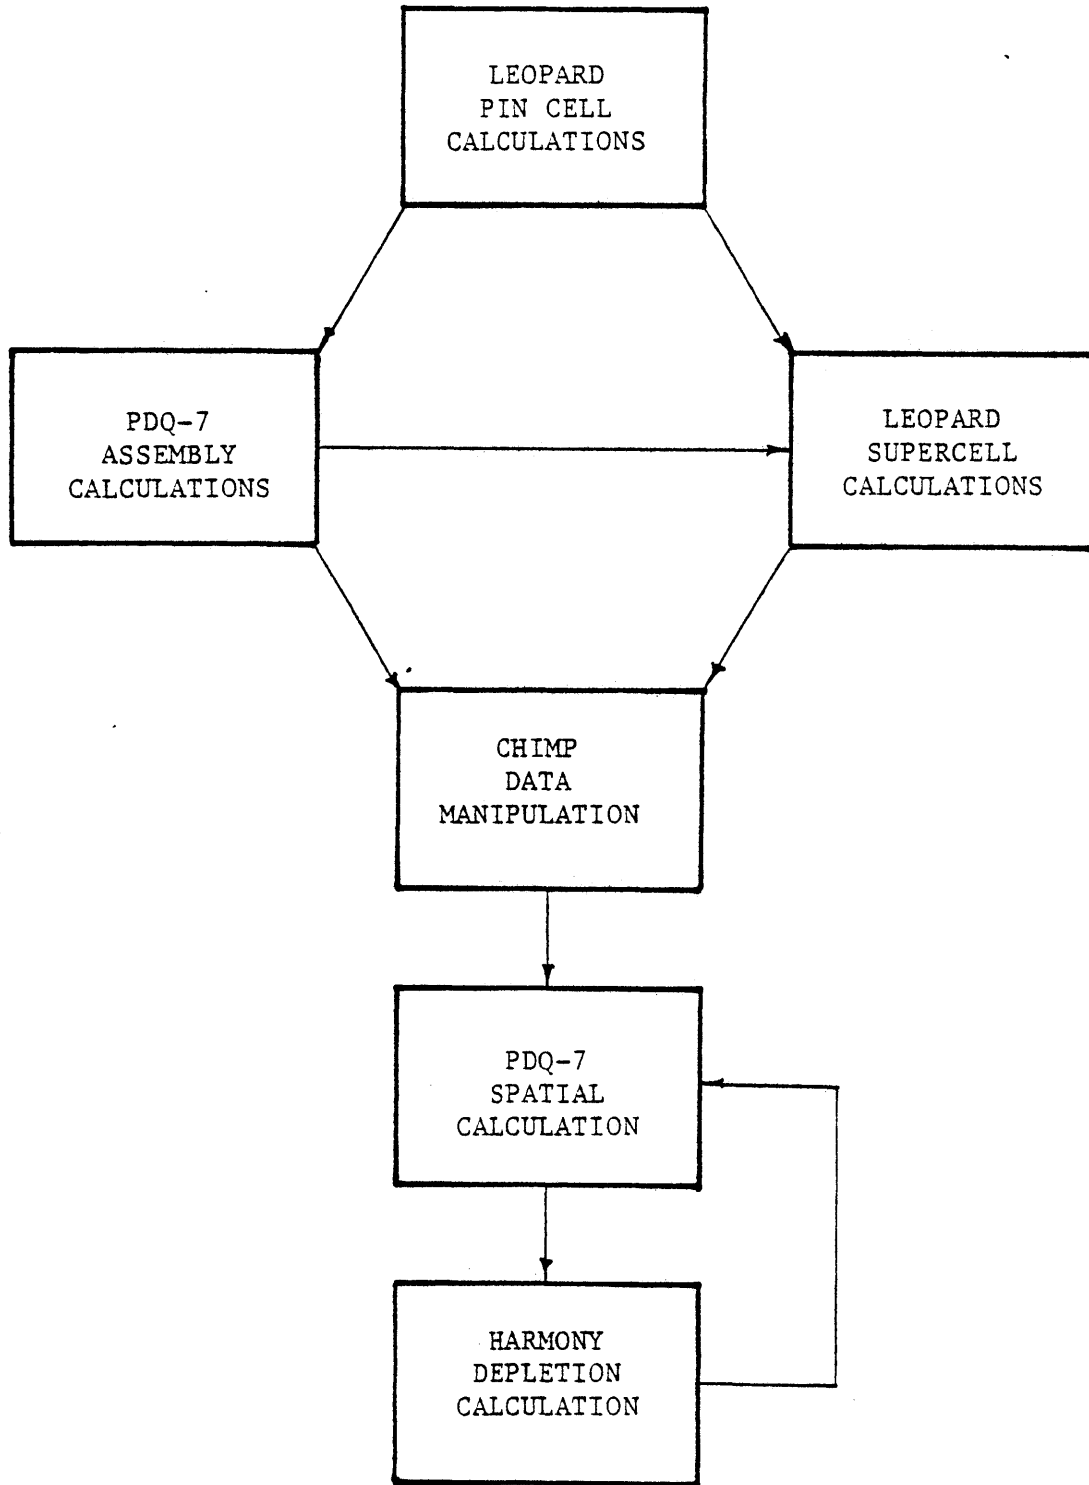 LEOPARD
PIN CELL
CALCULATIONS
PDQ-7
ASSEMBLY
CALCULATIONS
LEOPARD
SUPERCELL
CALCULATIONS
CHIMP
DATA
MANIPULATION
PDQ-7
SPATIAL
CALCULATION
HARMONY
DEPLETION
CALCULATION